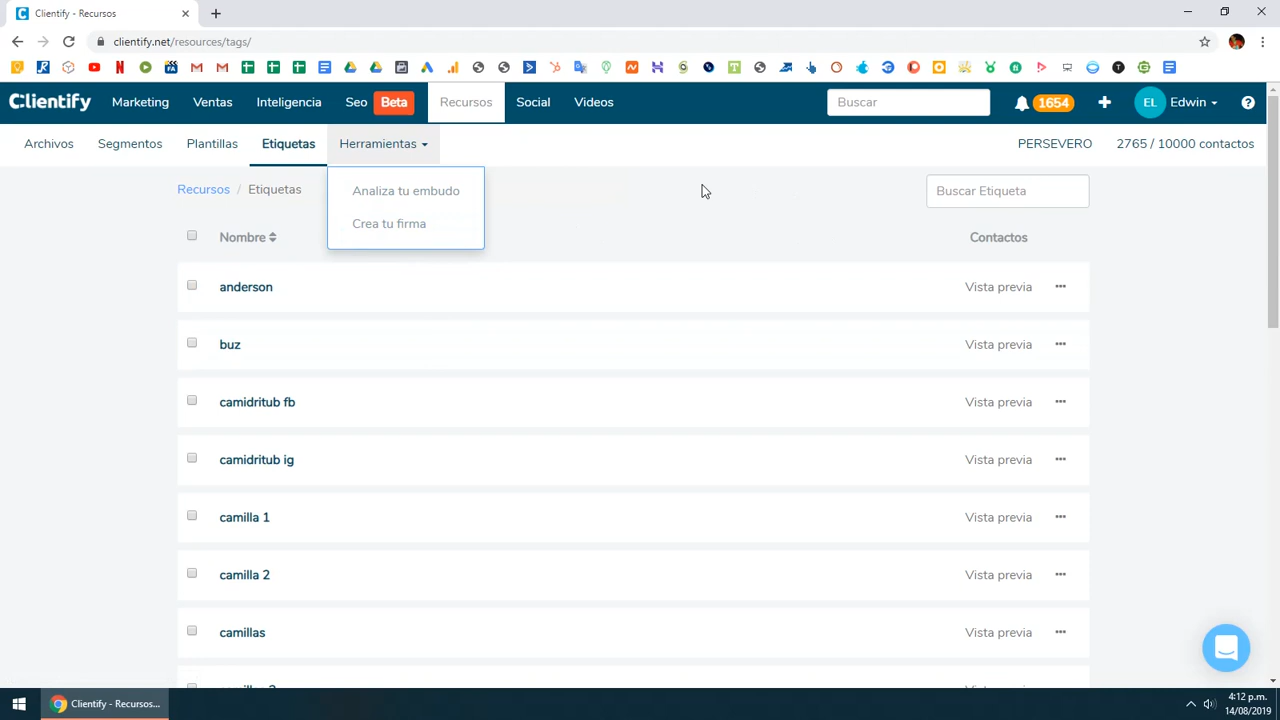 Clientify - Recursos
clientify.net/resources/tags/
Clientify Marketing Ventas Inteligencia Seo Beta Recursos Social Videos Buscar 1654 EL Edwin
Archivos Segmentos Plantillas Etiquetas Herramientas PERSEVERO 2765 / 10000 contactos
Recursos / Etiquetas Analiza tu embudo Buscar Etiqueta
Crea tu firma
Nombre Contactos
anderson Vista previa
buz Vista previa
camidritub fb Vista previa
camidritub ig Vista previa
camilla 1 Vista previa
camilla 2 Vista previa
camillas Vista previa
Clientify - Recursos...
4:12 p.m.
14/08/2019